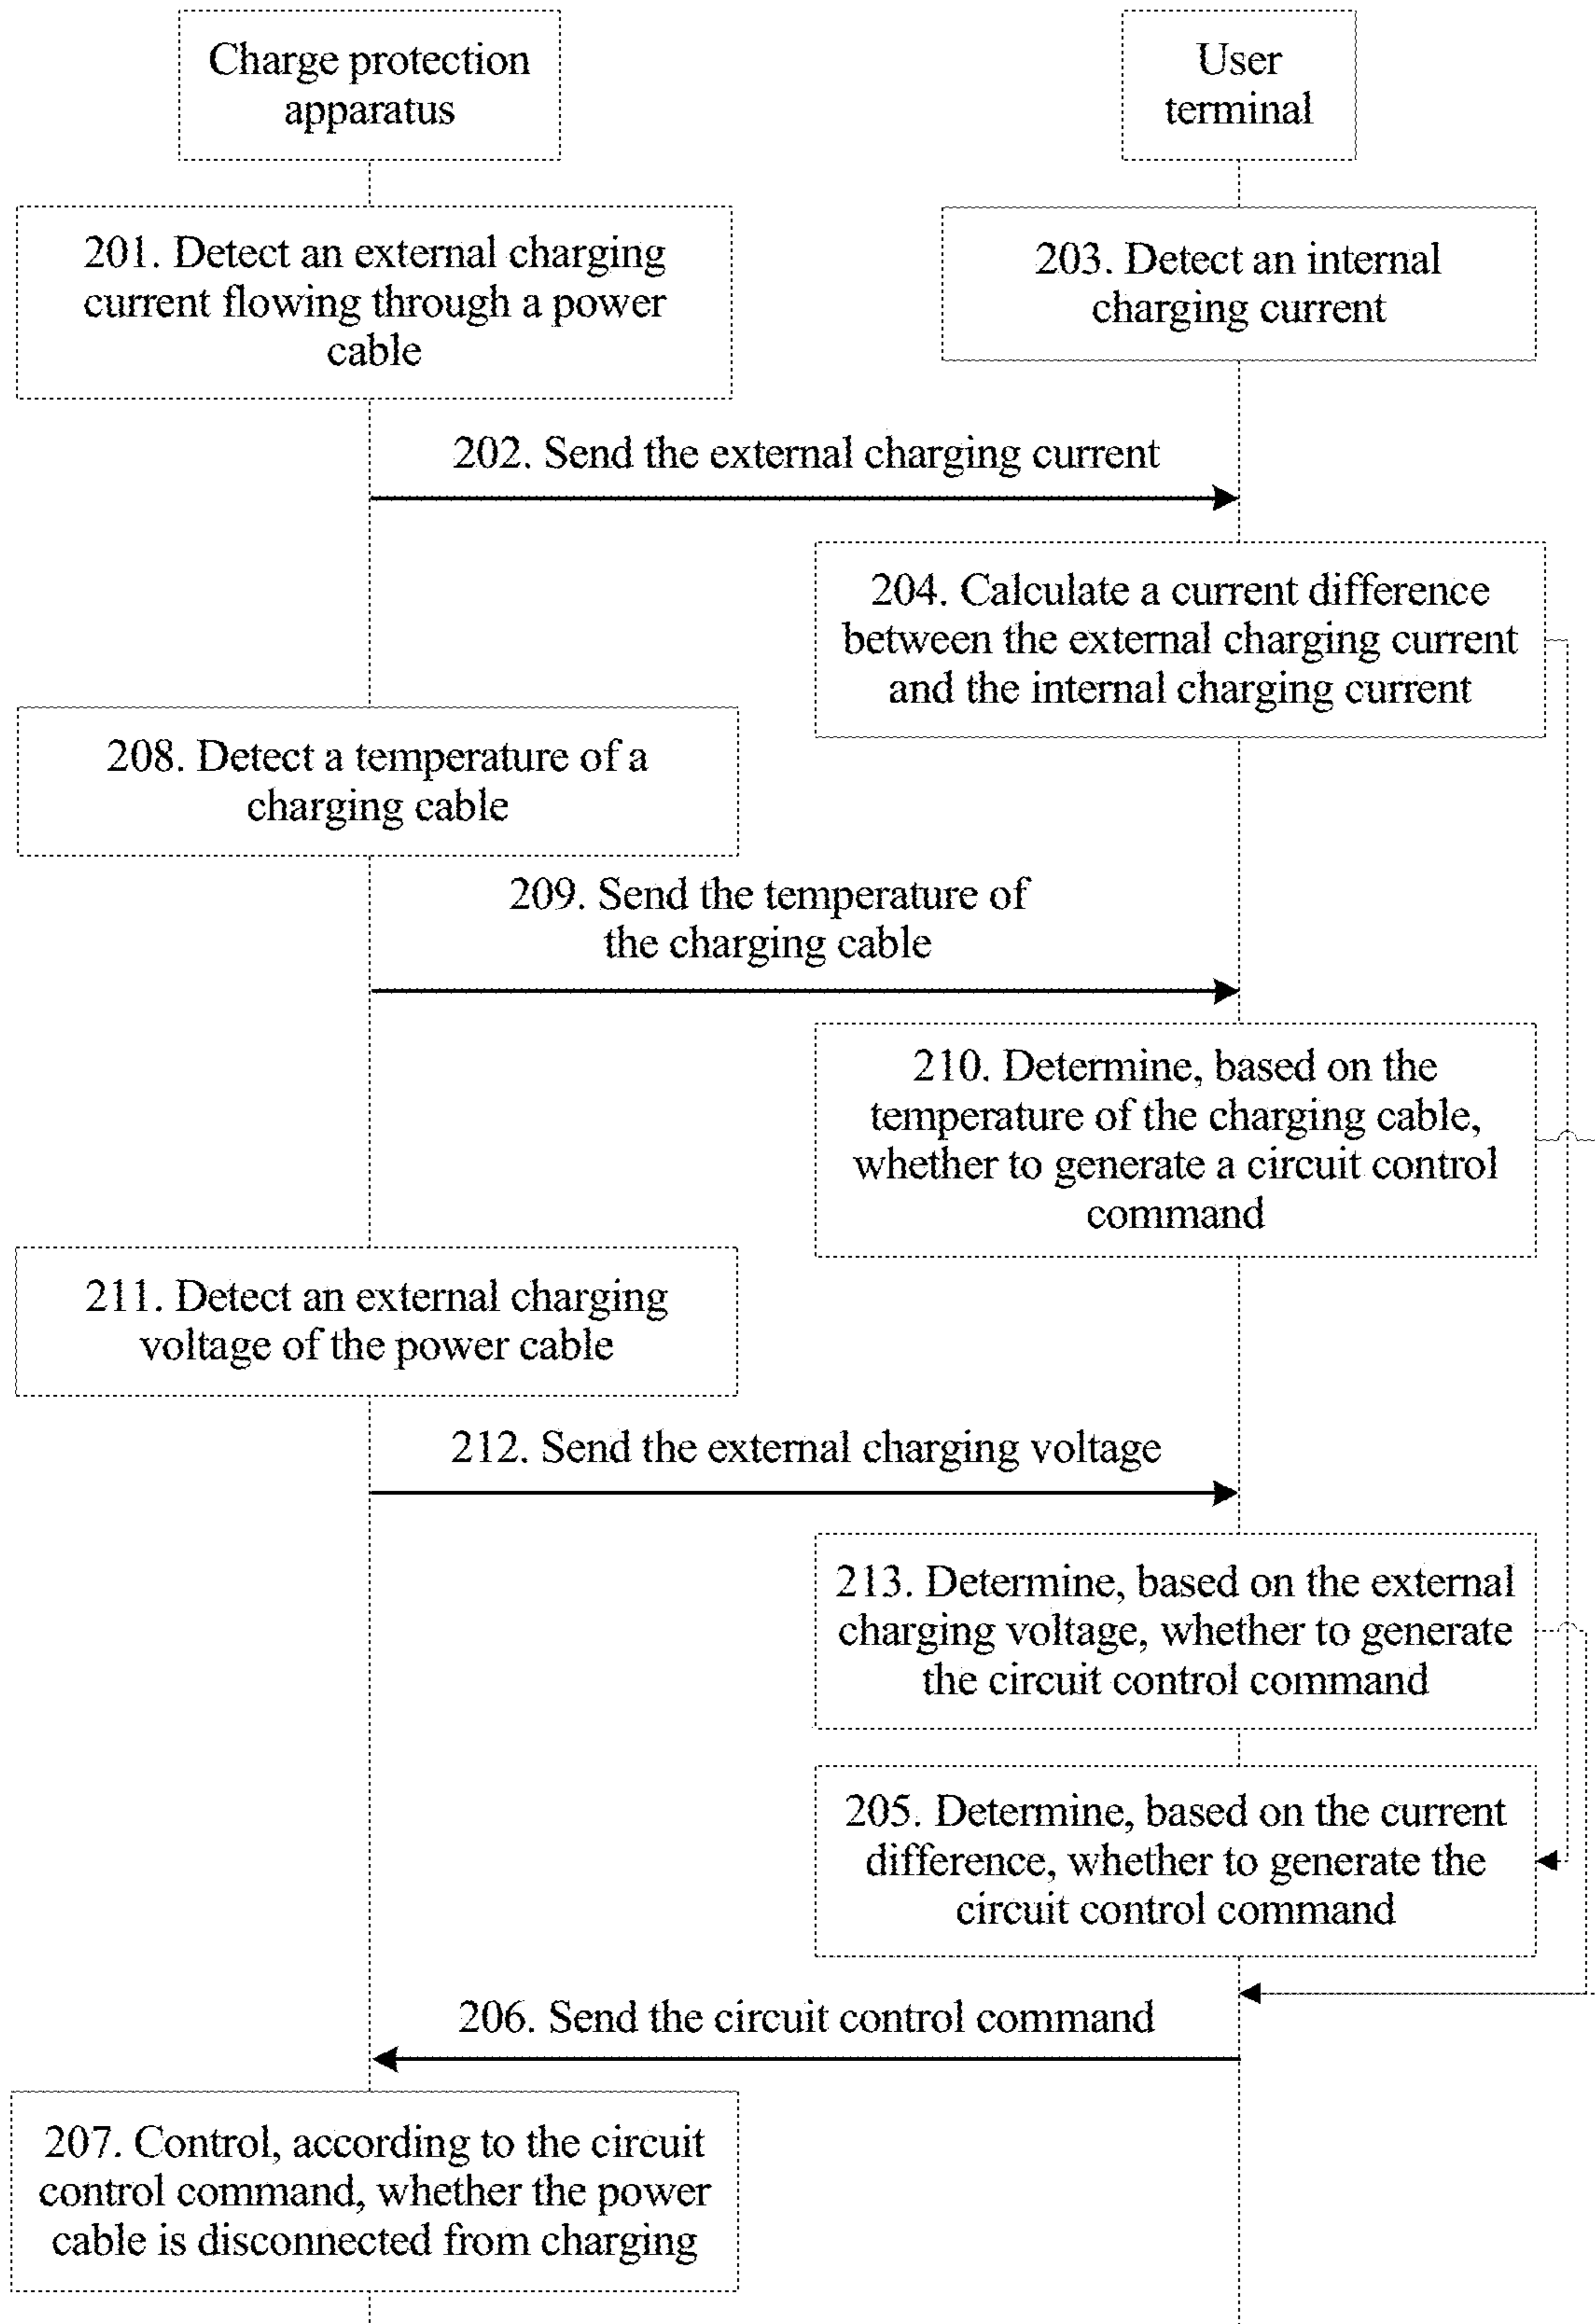 Charge protection
apparatus
User
terminal
201. Detect an external charging
current flowing through a power
cable
203. Detect an internal
charging current
202. Send the external charging current
204. Calculate a current difference
between the external charging current
and the internal charging current
208. Detect a temperature of a
charging cable
209. Send the temperature of
the charging cable
210. Determine, based on the
temperature of the charging cable,
whether to generate a circuit control
command
211. Detect an external charging
voltage of the power cable
212. Send the external charging voltage
213. Determine, based on the external
charging voltage, whether to generate
the circuit control command
205. Determine, based on the current
difference, whether to generate the
circuit control command
206. Send the circuit control command
207. Control, according to the circuit
control command, whether the power
cable is disconnected from charging